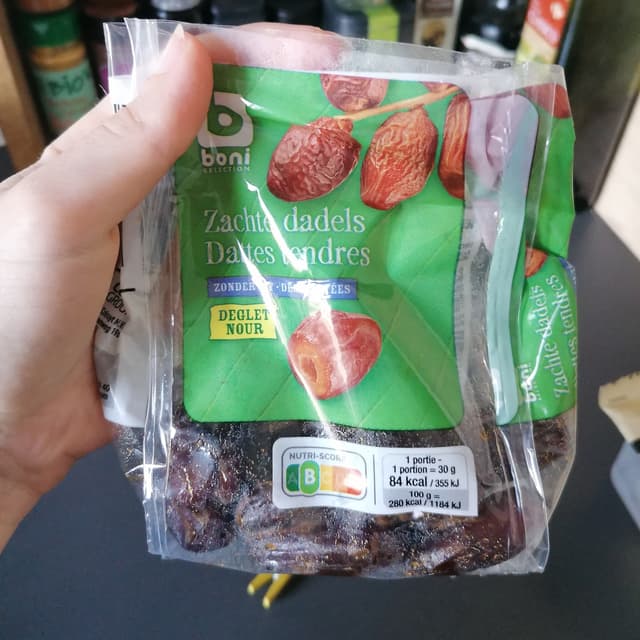 boni
SELECTION
Zachte dadels
Dattes tendres
DEGLET
NOUR
NUTRI-SCORE
B
1 portie -
1 portion = 30 g
84 kcal / 355 kJ
100 g =
280 kcal / 1184 kJ
boni
Zachte dadels
tendres
BIO